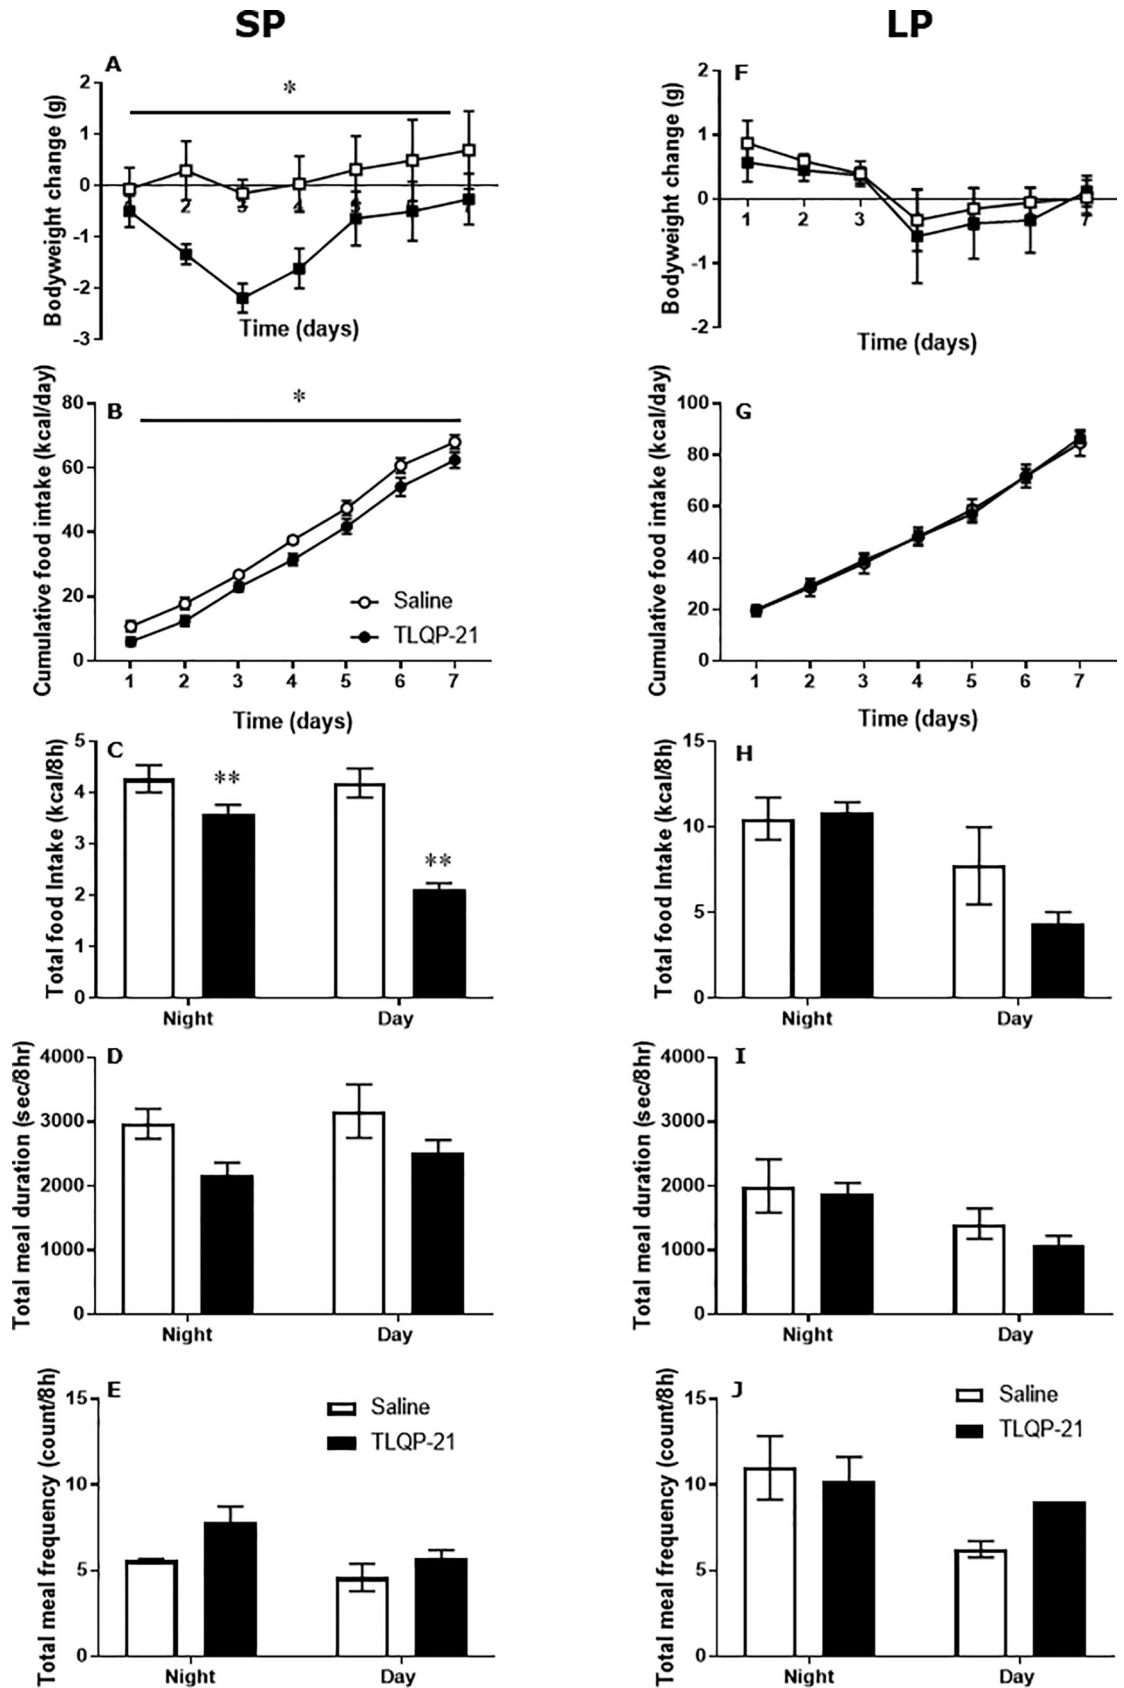 SP
LP
A
*
Bodyweight change (g)
2
1
0
-1
-2
-3
2
3
4
5
7
Time (days)
F
Bodyweight change (g)
2
1
0
-1
-2
1
2
3
7
Time (days)
B
*
Cumulative food intake (kcal/day)
80
60
40
20
0
Saline
TLQP-21
1 2 3 4 5 6 7
Time (days)
G
Cumulative food intake (kcal/day)
100
80
60
40
20
0
1 2 3 4 5 6 7
Time (days)
C
Total food Intake (kcal/8h)
5
4
3
2
1
0
**
**
Night Day
H
Total food Intake (kcal/8h)
15
10
5
0
Night Day
D
Total meal duration (sec/8hr)
4000
3000
2000
1000
0
Night Day
I
Total meal duration (sec/8hr)
4000
3000
2000
1000
0
Night Day
E
Total meal frequency (count/8h)
15
10
5
0
Saline
TLQP-21
Night Day
J
Total meal frequency (count/8h)
15
10
5
0
Saline
TLQP-21
Night Day